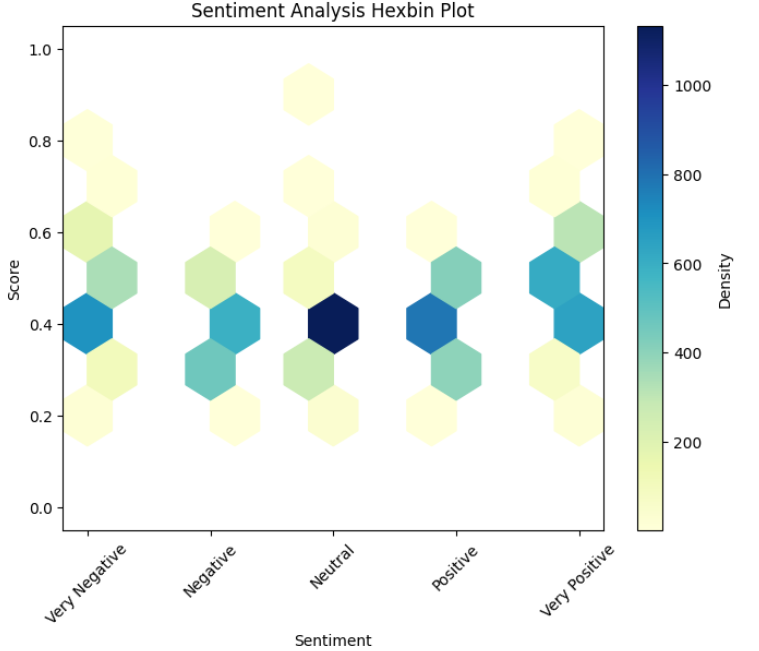 Sentiment Analysis Hexbin Plot
1.0
0.8
0.6
0.4
0.2
0.0
Score
Very Negative
Negative
Neutral
Positive
Very Positive
Sentiment
1000
800
600
400
200
Density